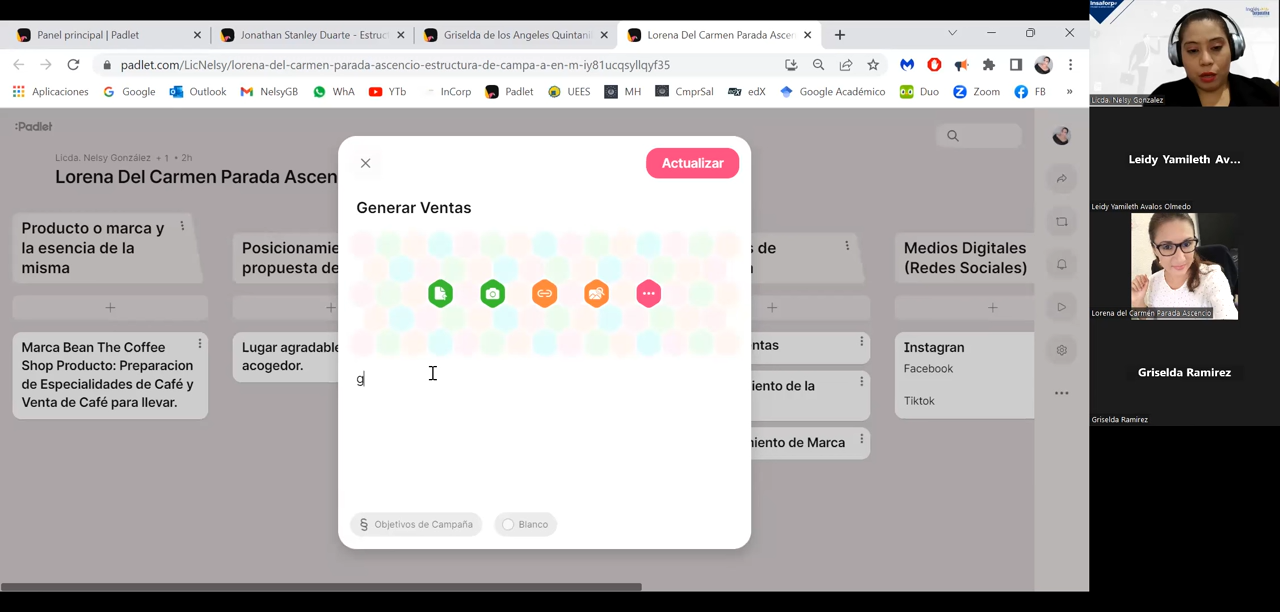 Panel principal | Padlet
Jonathan Stanley Duarte - Estruct
Griselda de los Angeles Quintanil
Lorena Del Carmen Parada Ascen
padlet.com/LicNelsy/lorena-del-carmen-parada-ascencio-estructura-de-campa-a-en-m-iy81ucqsyllqyf35
Aplicaciones
Google
Outlook
NelsyGB
WhA
YTb
InCorp
Padlet
UEES
MH
CmprSal
edX
Google Académico
Duo
Zoom
FB
»
:Padlet
Licda. Nelsy González + 1 • 2h
Lorena Del Carmen Parada Ascen
Producto o marca y
la esencia de la
misma
Marca Bean The Coffee
Shop Producto: Preparacion
de Especialidades de Café y
Venta de Café para llevar.
Posicionamie
propuesta de
Lugar agradable
acogedor.
Actualizar
Generar Ventas
g
Objetivos de Campaña
Blanco
s de
a
ntas
iento de la
niento de Marca
Medios Digitales
(Redes Sociales)
Instagran
Facebook
Tiktok
Insaforp
Licda. Nelsy Gonzalez
Leidy Yamileth Av...
Leidy Yamileth Avalos Olmedo
Lorena del Carmen Parada Ascencio
Griselda Ramirez
Griselda Ramirez